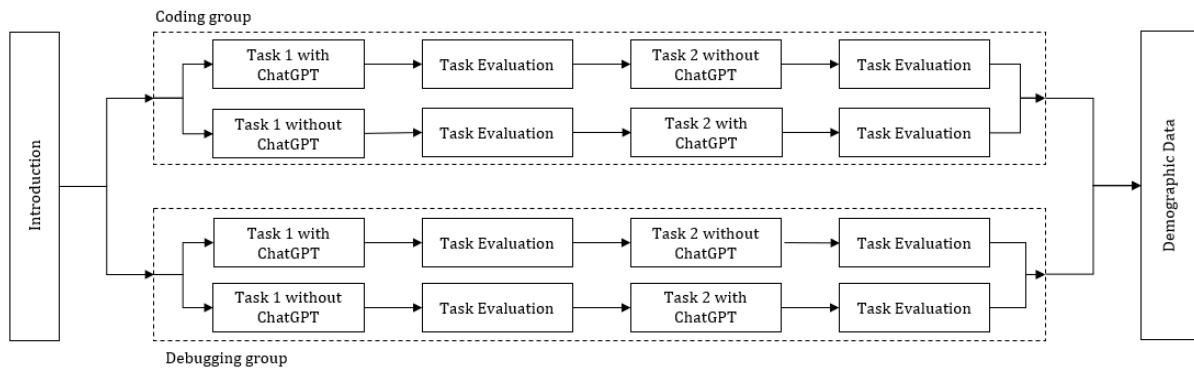 Coding group
Introduction
Task 1 with
ChatGPT
Task Evaluation
Task 2 without
ChatGPT
Task Evaluation
Task 1 without
ChatGPT
Task Evaluation
Task 2 with
ChatGPT
Task Evaluation
Task 1 with
ChatGPT
Task Evaluation
Task 2 without
ChatGPT
Task Evaluation
Task 1 without
ChatGPT
Task Evaluation
Task 2 with
ChatGPT
Task Evaluation
Debugging group
Demographic Data